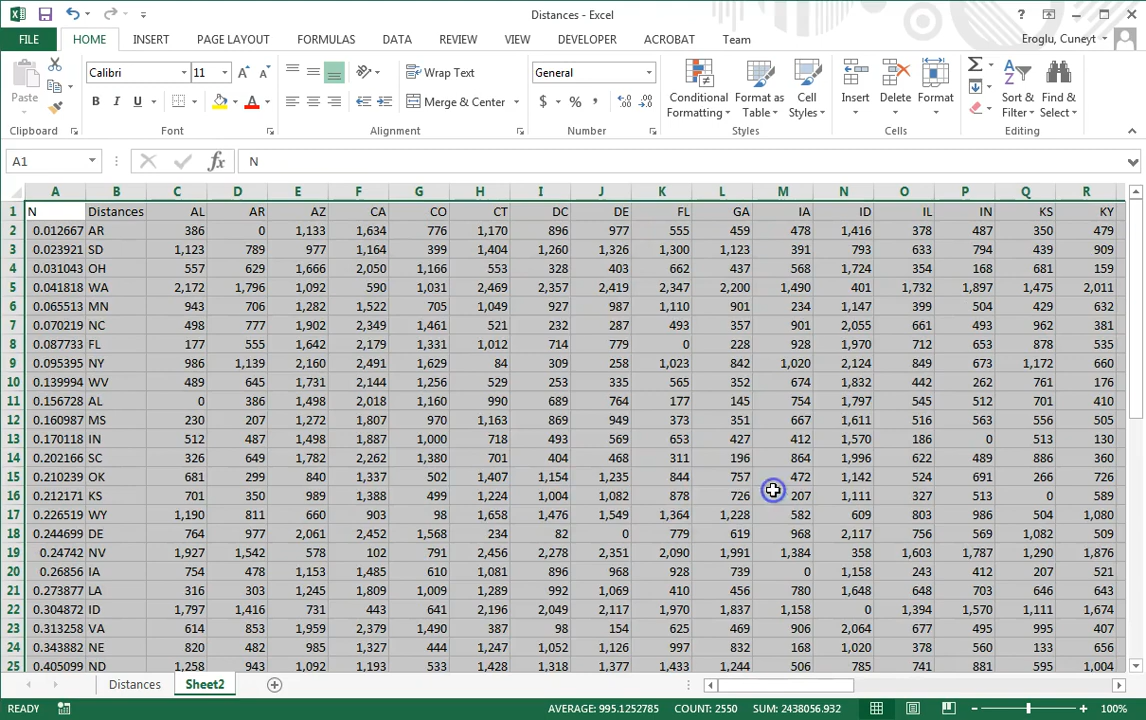 Distances - Excel
FILE HOME INSERT PAGE LAYOUT FORMULAS DATA REVIEW VIEW DEVELOPER ACROBAT Team Eroglu, Cuneyt
Paste Calibri 11 Wrap Text General Conditional Formatting Format as Table Cell Styles Insert Delete Format Sort & Filter Find & Select
B I U A Merge & Center $ % ,
Clipboard Font Alignment Number Styles Cells Editing
A1 fx N
A B C D E F G H I J K L M N O P Q R
1 N Distances AL AR AZ CA CO CT DC DE FL GA IA ID IL IN KS KY
2 0.012667 AR 386 0 1,133 1,634 776 1,170 896 977 555 459 478 1,416 378 487 350 479
3 0.023921 SD 1,123 789 977 1,164 399 1,404 1,260 1,326 1,300 1,123 391 793 633 794 439 909
4 0.031043 OH 557 629 1,666 2,050 1,166 553 328 403 662 437 568 1,724 354 168 681 159
5 0.041818 WA 2,172 1,796 1,092 590 1,031 2,469 2,357 2,419 2,347 2,200 1,490 401 1,732 1,897 1,475 2,011
6 0.065513 MN 943 706 1,282 1,522 705 1,049 927 987 1,110 901 234 1,147 399 504 429 632
7 0.070219 NC 498 777 1,902 2,349 1,461 521 232 287 493 357 901 2,055 661 493 962 381
8 0.087733 FL 177 555 1,642 2,179 1,331 1,012 714 779 0 228 928 1,970 712 653 878 535
9 0.095395 NY 986 1,139 2,160 2,491 1,629 84 309 258 1,023 842 1,020 2,124 849 673 1,172 660
10 0.139994 WV 489 645 1,731 2,144 1,256 529 253 335 565 352 674 1,832 442 262 761 176
11 0.156728 AL 0 386 1,498 2,018 1,160 990 689 764 177 145 754 1,797 545 512 701 410
12 0.160987 MS 230 207 1,272 1,807 970 1,163 869 949 373 351 667 1,611 516 563 556 505
13 0.170118 IN 512 487 1,498 1,887 1,000 718 493 569 653 427 412 1,570 186 0 513 130
14 0.202166 SC 326 649 1,782 2,262 1,380 701 404 468 311 196 864 1,996 622 489 886 360
15 0.210239 OK 681 299 840 1,337 502 1,407 1,154 1,235 844 757 472 1,142 524 691 266 726
16 0.212171 KS 701 350 989 1,388 499 1,224 1,004 1,082 878 726 207 1,111 327 513 0 589
17 0.226519 WY 1,190 811 660 903 98 1,658 1,476 1,549 1,364 1,228 582 609 803 986 504 1,080
18 0.244699 DE 764 977 2,061 2,452 1,568 234 82 0 779 619 968 2,117 756 569 1,082 509
19 0.24742 NV 1,927 1,542 578 102 791 2,456 2,278 2,351 2,090 1,991 1,384 358 1,603 1,787 1,290 1,876
20 0.26856 IA 754 478 1,153 1,485 610 1,081 896 968 928 739 0 1,158 243 412 207 521
21 0.273877 LA 316 303 1,245 1,809 1,009 1,289 992 1,069 410 456 780 1,648 648 703 646 643
22 0.304872 ID 1,797 1,416 731 443 641 2,196 2,049 2,117 1,970 1,837 1,158 0 1,394 1,570 1,111 1,674
23 0.313258 VA 614 853 1,959 2,379 1,490 387 98 154 625 469 906 2,064 677 495 995 407
24 0.343882 NE 820 482 985 1,327 444 1,247 1,052 1,126 997 832 168 1,020 378 560 133 656
25 0.405099 ND 1,258 943 1,092 1,193 533 1,428 1,318 1,377 1,433 1,244 506 785 741 881 595 1,004
Distances Sheet2
READY AVERAGE: 995.1252785 COUNT: 2550 SUM: 2438056.932 100%